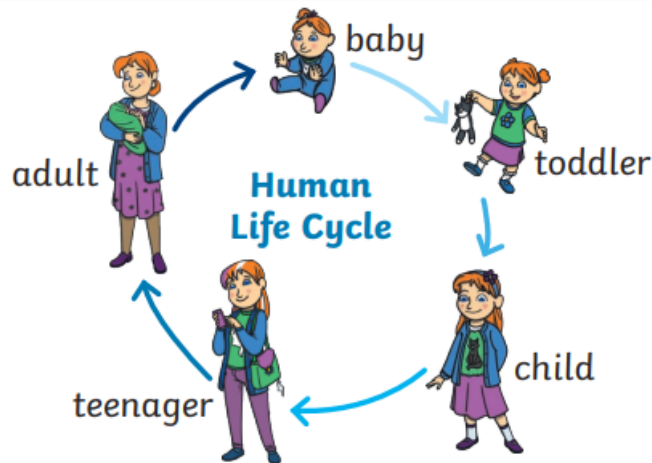 baby
toddler
adult
Human
Life Cycle
child
teenager